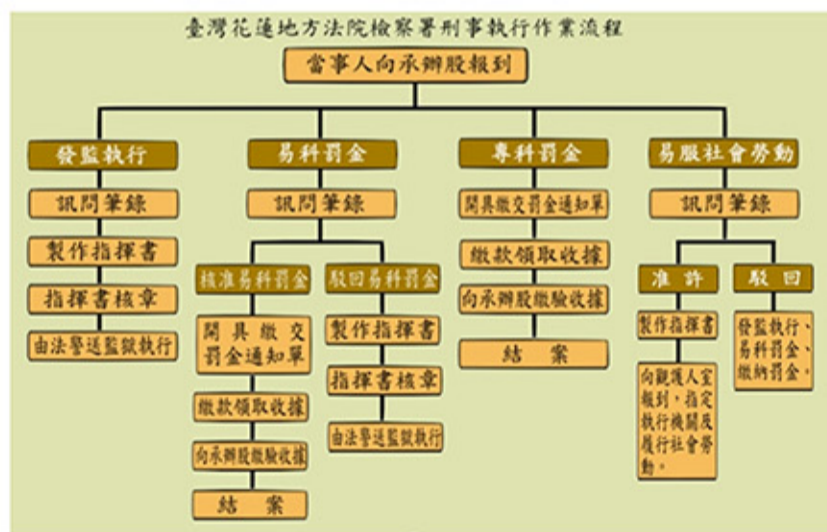 臺灣花蓮地方法院檢察署刑事執行作業流程
當事人向承辦股報到
發監執行
訊問筆錄
製作指揮書
指揮書核章
由法警送監獄執行
易科罰金
訊問筆錄
核准易科罰金
開具繳交
罰金通知單
繳款領取收據
向承辦股繳驗收據
結 案
駁回易科罰金
製作指揮書
指揮書核章
由法警送監獄執行
專科罰金
開具繳交罰金通知單
繳款領取收據
向承辦股繳驗收據
結 案
易服社會勞動
訊問筆錄
准 許
製作指揮書
向觀護人室
報到，指定
執行機關及
履行社會勞
動。
駁 回
發監執行、
易科罰金、
繳納罰金。